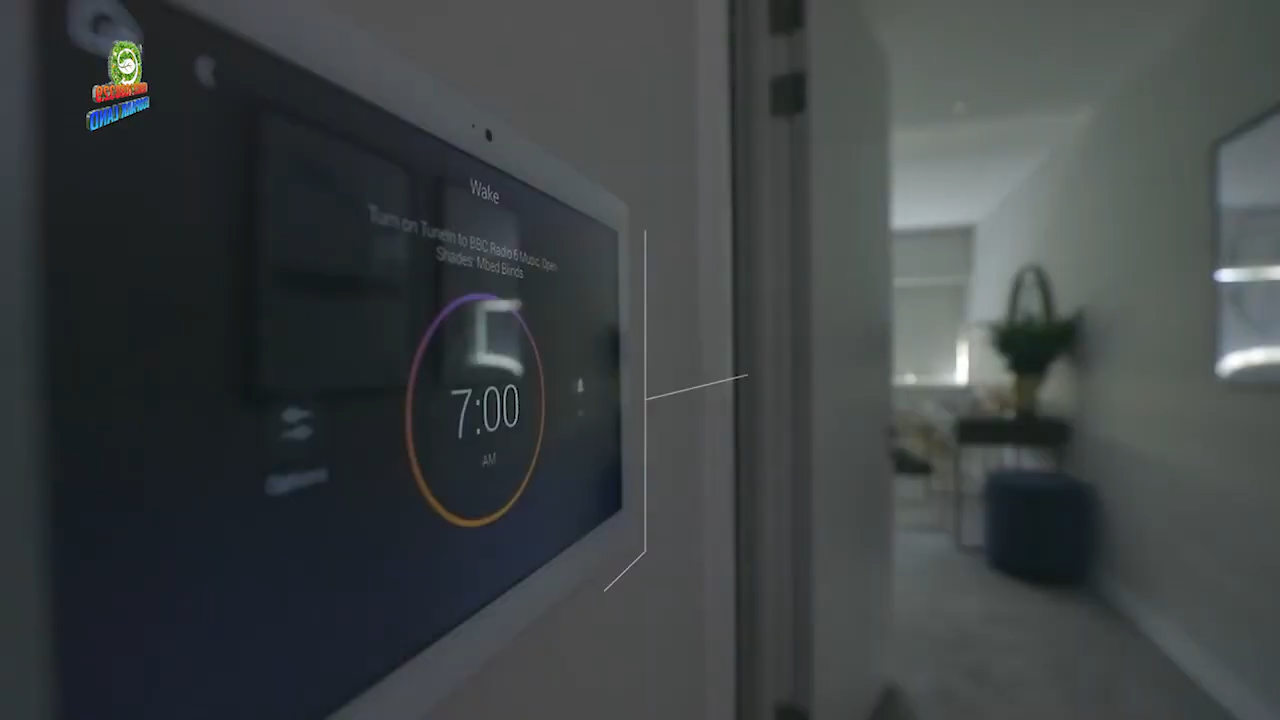 Wake
Turn on TuneIn to BBC Radio 6 Music. Open
Shades: Mbed Blinds
7:00
AM